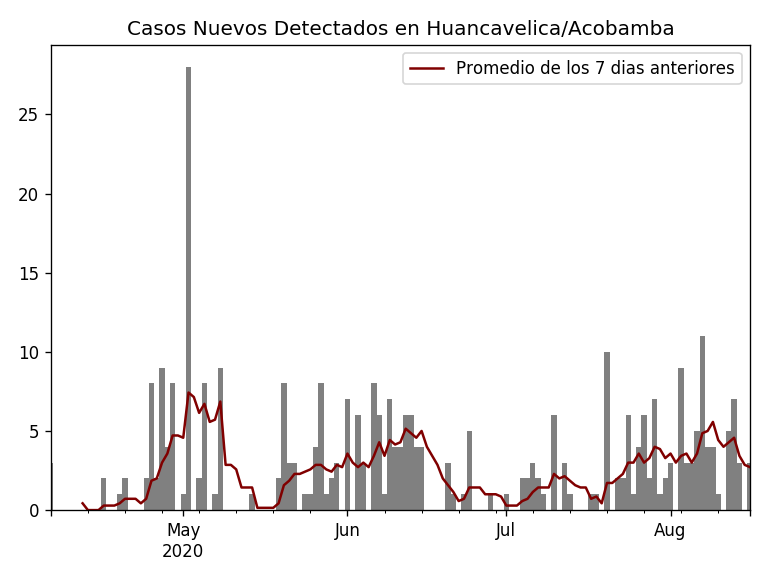 Casos Nuevos Detectados en Huancavelica/Acobamba
Promedio de los 7 dias anteriores
25
20
15
10
5
0
May Jun Jul Aug
2020